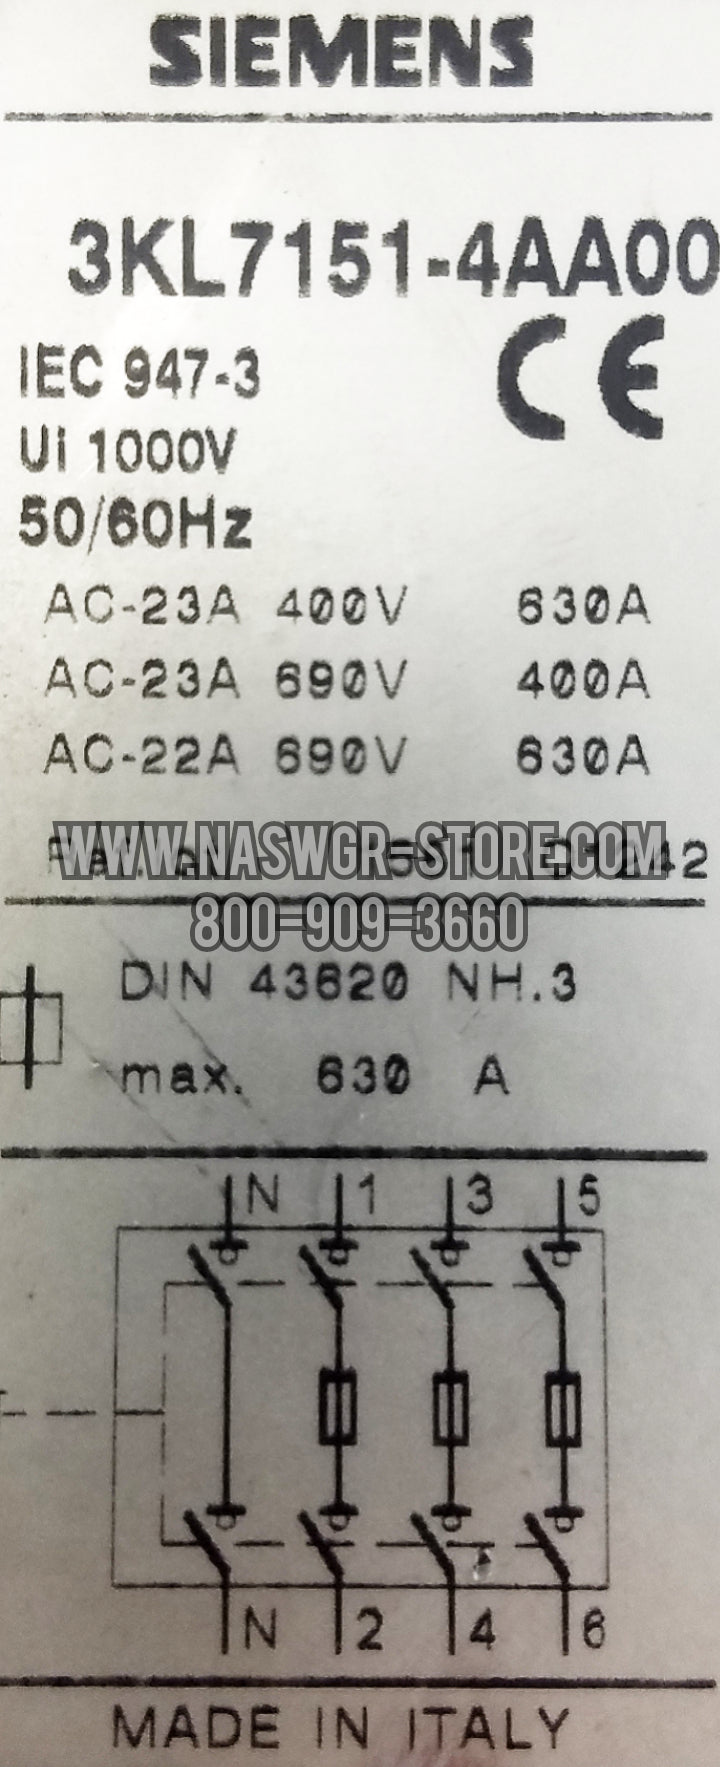 SIEMENS
3KL7151-4AA00
IEC 947-3
CE
Ui 1000V
50/60Hz
AC-23A 400V 630A
AC-23A 690V 400A
AC-22A 690V 630A
WWW.NASWGR-STORE.COM
800-909-3660
DIN 43620 NH.3
max. 630 A
N 1 3 5
N 2 4 6
MADE IN ITALY